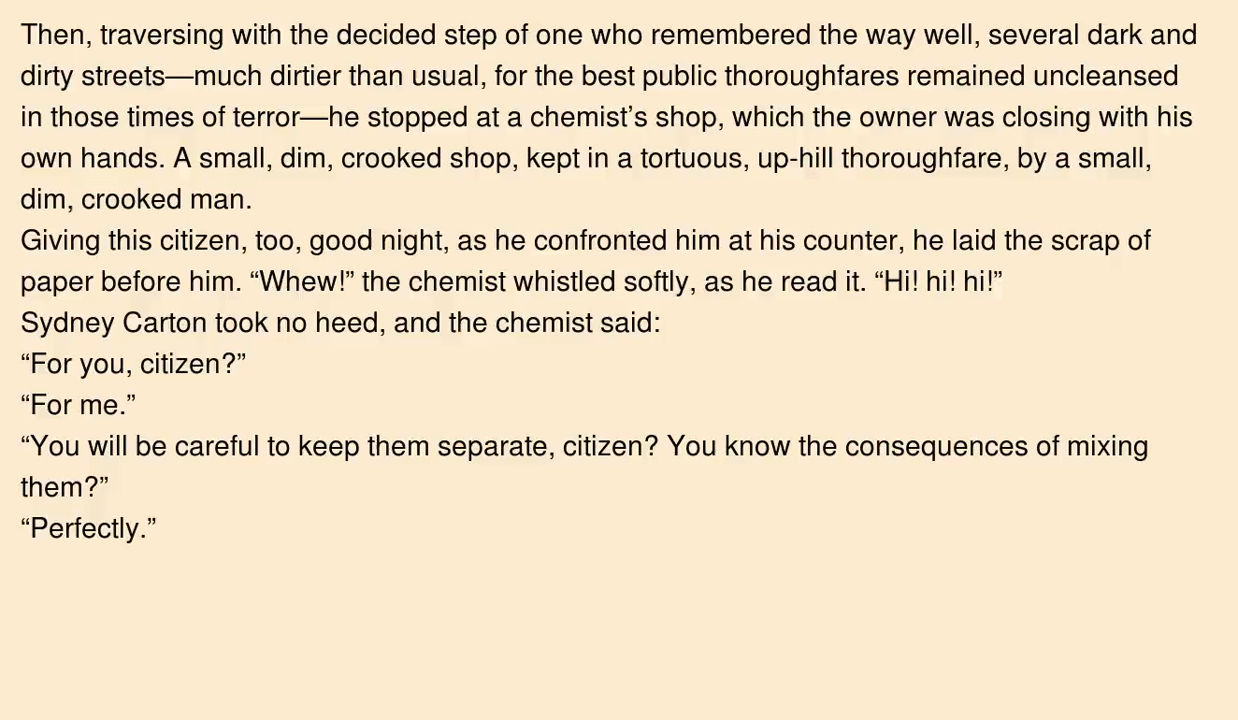 Then, traversing with the decided step of one who remembered the way well, several dark and
dirty streets—much dirtier than usual, for the best public thoroughfares remained uncleansed
in those times of terror—he stopped at a chemist’s shop, which the owner was closing with his
own hands. A small, dim, crooked shop, kept in a tortuous, up-hill thoroughfare, by a small,
dim, crooked man.
Giving this citizen, too, good night, as he confronted him at his counter, he laid the scrap of
paper before him. “Whew!” the chemist whistled softly, as he read it. “Hi! hi! hi!”
Sydney Carton took no heed, and the chemist said:
“For you, citizen?”
“For me.”
“You will be careful to keep them separate, citizen? You know the consequences of mixing
them?”
“Perfectly.”